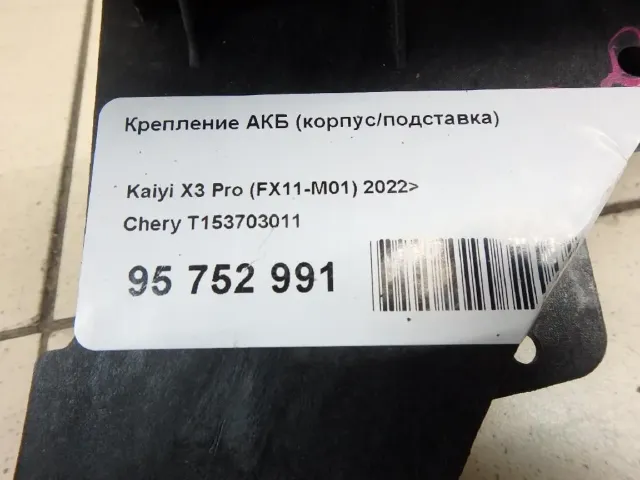 Крепление АКБ (корпус/подставка)
Kaiyi X3 Pro (FX11-M01) 2022>
Chery T153703011
95 752 991